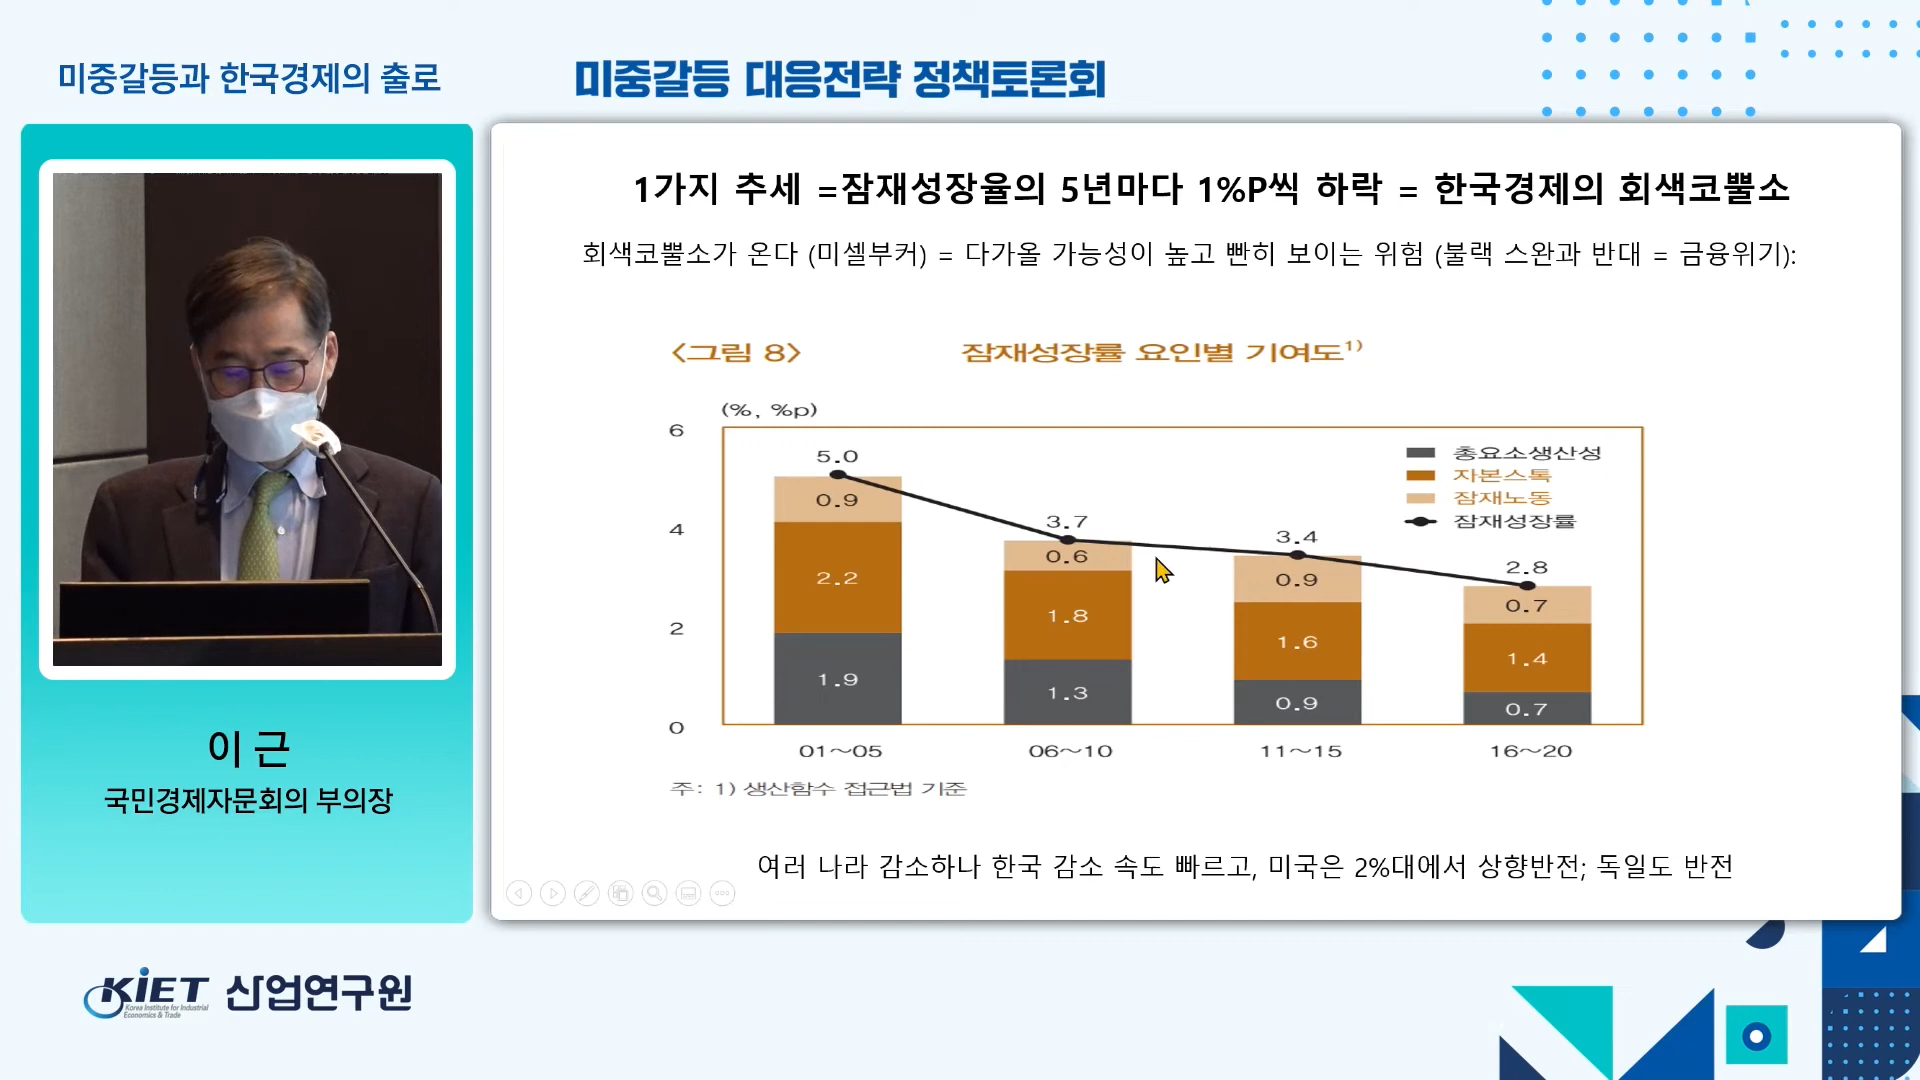 미중갈등과 한국경제의 출로
미중갈등 대응전략 정책토론회
1가지 추세 =잠재성장율의 5년마다 1%P씩 하락 = 한국경제의 회색코뿔소
회색코뿔소가 온다 (미셸부커) = 다가올 가능성이 높고 빤히 보이는 위험 (불랙 스완과 반대 = 금융위기):
<그림 8> 잠재성장률 요인별 기여도1)
(%, %p)
6
4
2
0
총요소생산성
자본스톡
잠재노동
잠재성장률
5.0
0.9
2.2
1.9
3.7
0.6
1.8
1.3
3.4
0.9
1.6
0.9
2.8
0.7
1.4
0.7
01~05 06~10 11~15 16~20
주: 1) 생산함수 접근법 기준
여러 나라 감소하나 한국 감소 속도 빠르고, 미국은 2%대에서 상향반전; 독일도 반전
이 근
국민경제자문회의 부의장
KIET 산업연구원
Korea Institute for Industrial
Economics & Trade